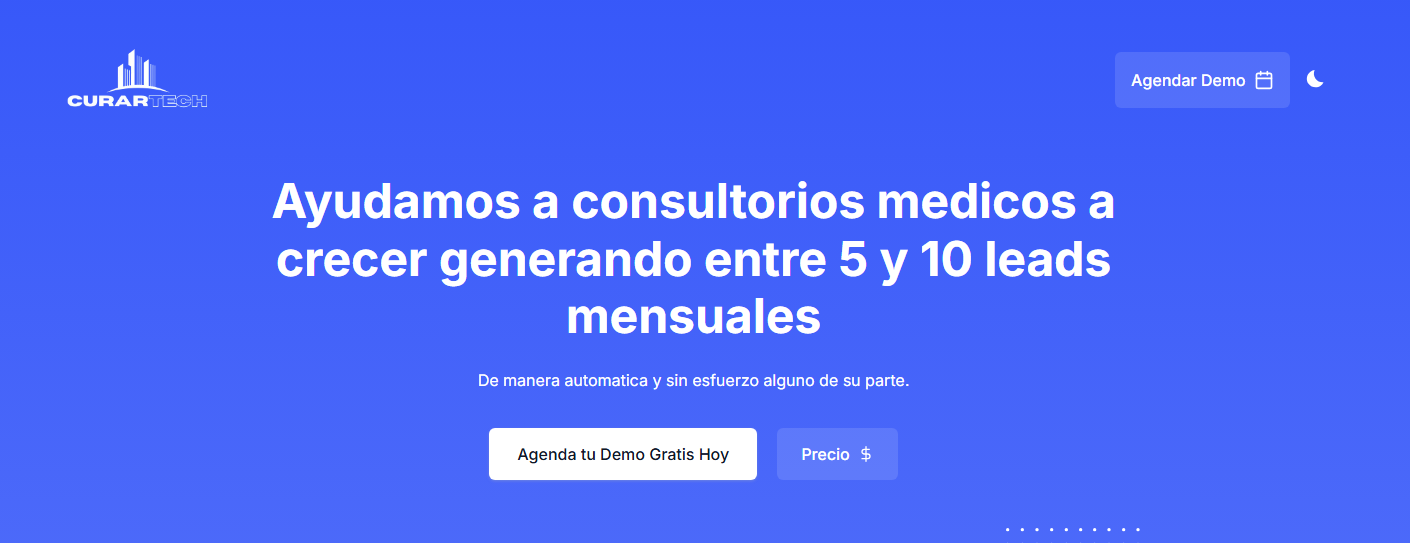 CURARTECH
Agendar Demo
Ayudamos a consultorios medicos a
crecer generando entre 5 y 10 leads
mensuales
De manera automatica y sin esfuerzo alguno de su parte.
Agenda tu Demo Gratis Hoy
Precio $